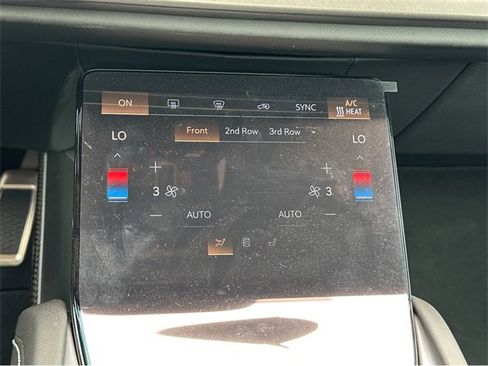 ON SYNC A/C
HEAT
LO Front 2nd Row 3rd Row LO
+ +
3 3
— AUTO AUTO —